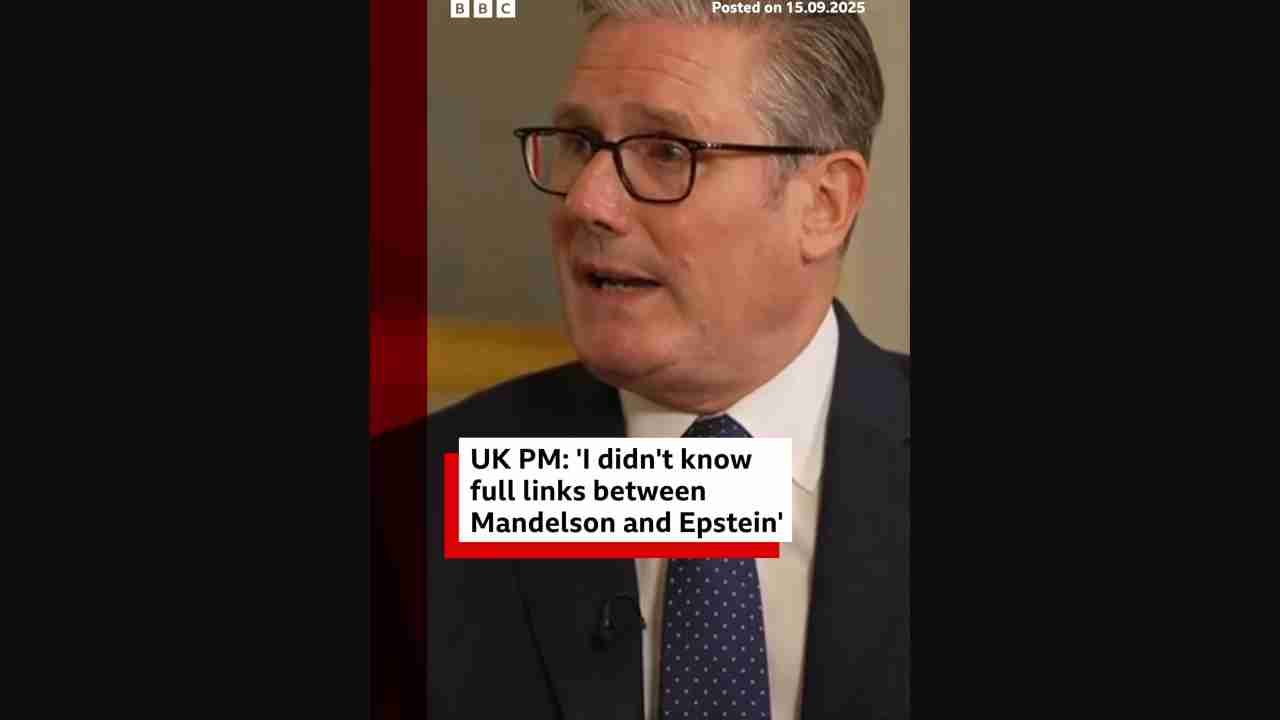 BBC
Posted on 15.09.2025
UK PM: 'I didn't know
full links between
Mandelson and Epstein'